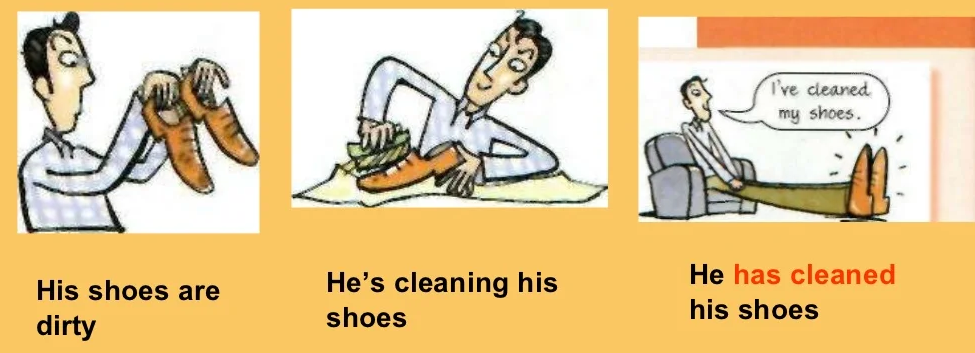 I've cleaned
my shoes.
His shoes are
dirty
He's cleaning his
shoes
He has cleaned
his shoes